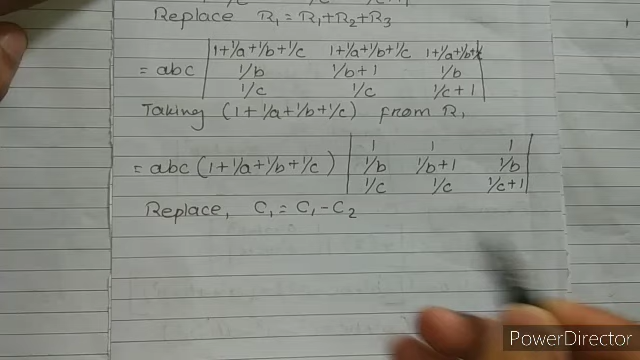 Replace R₁ = R₁+R₂+R₃
= abc | 1+1/a+1/b+1/c 1+1/a+1/b+1/c 1+1/a+1/b+1/c |
1/b 1/b+1 1/b
1/c 1/c 1/c+1
Taking (1+1/a+1/b+1/c) from R₁
1 1 1
= abc (1+1/a+1/b+1/c) | 1/b 1/b+1 1/b |
1/c 1/c 1/c+1
Replace, C₁ = C₁-C₂
PowerDirector